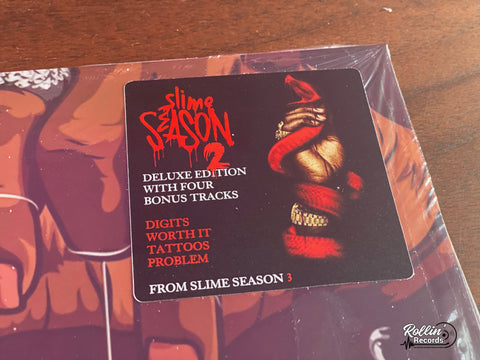 slime
SEASON
2
DELUXE EDITION
WITH FOUR
BONUS TRACKS
DIGITS
WORTH IT
TATTOOS
PROBLEM
FROM SLIME SEASON 3
Rollin'
Records